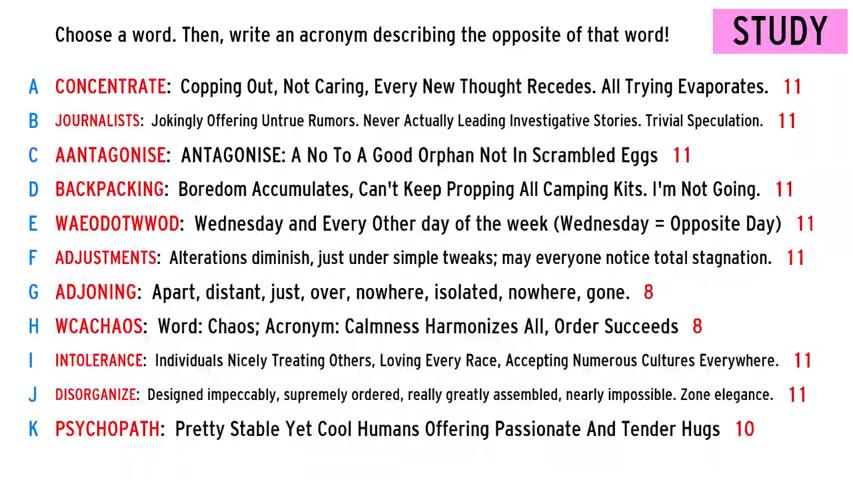 Choose a word. Then, write an acronym describing the opposite of that word!
STUDY
A CONCENTRATE: Copping Out, Not Caring, Every New Thought Recedes. All Trying Evaporates. 11
B JOURNALISTS: Jokingly Offering Untrue Rumors. Never Actually Leading Investigative Stories. Trivial Speculation. 11
C AANTAGONISE: ANTAGONISE: A No To A Good Orphan Not In Scrambled Eggs 11
D BACKPACKING: Boredom Accumulates, Can't Keep Propping All Camping Kits. I'm Not Going. 11
E WAEODOTWWOD: Wednesday and Every Other day of the week (Wednesday = Opposite Day) 11
F ADJUSTMENTS: Alterations diminish, just under simple tweaks; may everyone notice total stagnation. 11
G ADJONING: Apart, distant, just, over, nowhere, isolated, nowhere, gone. 8
H WCACHAOS: Word: Chaos; Acronym: Calmness Harmonizes All, Order Succeeds 8
I INTOLERANCE: Individuals Nicely Treating Others, Loving Every Race, Accepting Numerous Cultures Everywhere. 11
J DISORGANIZE: Designed impeccably, supremely ordered, really greatly assembled, nearly impossible. Zone elegance. 11
K PSYCHOPATH: Pretty Stable Yet Cool Humans Offering Passionate And Tender Hugs 10